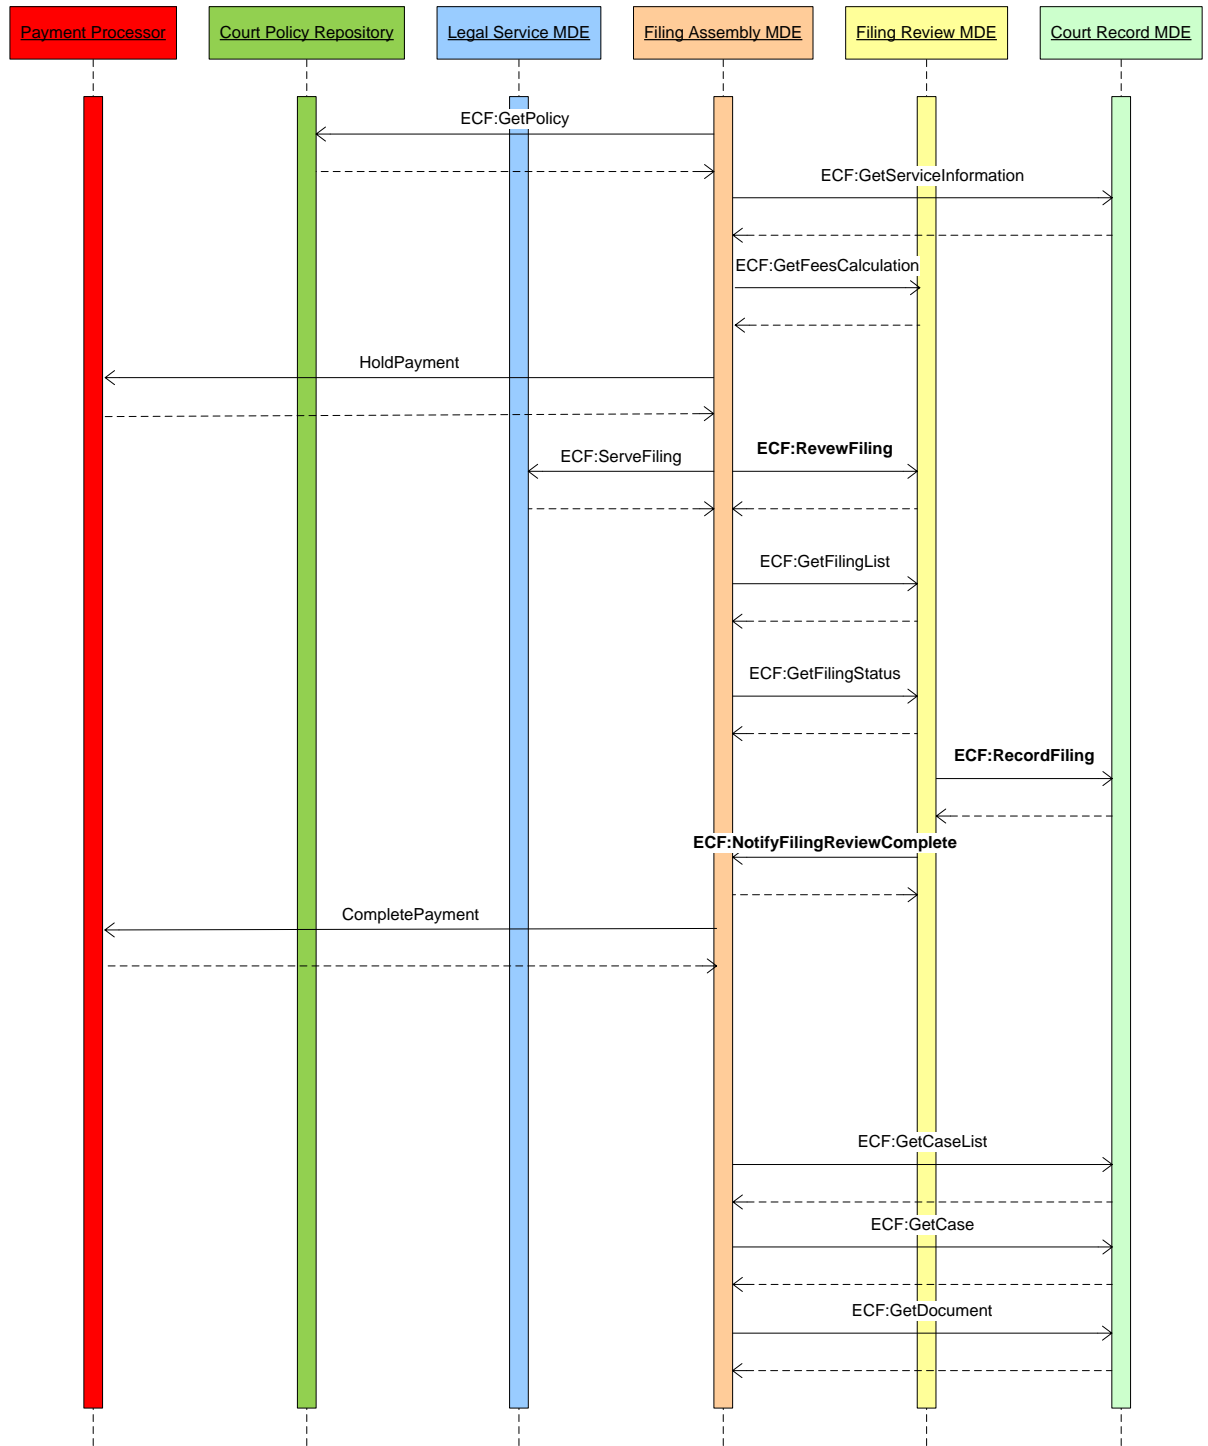 Payment Processor
Court Policy Repository
Legal Service MDE
Filing Assembly MDE
Filing Review MDE
Court Record MDE
ECF:GetPolicy
ECF:GetServiceInformation
ECF:GetFeesCalculation
HoldPayment
ECF:ServeFiling
ECF:RevewFiling
ECF:GetFilingList
ECF:GetFilingStatus
ECF:RecordFiling
ECF:NotifyFilingReviewComplete
CompletePayment
ECF:GetCaseList
ECF:GetCase
ECF:GetDocument